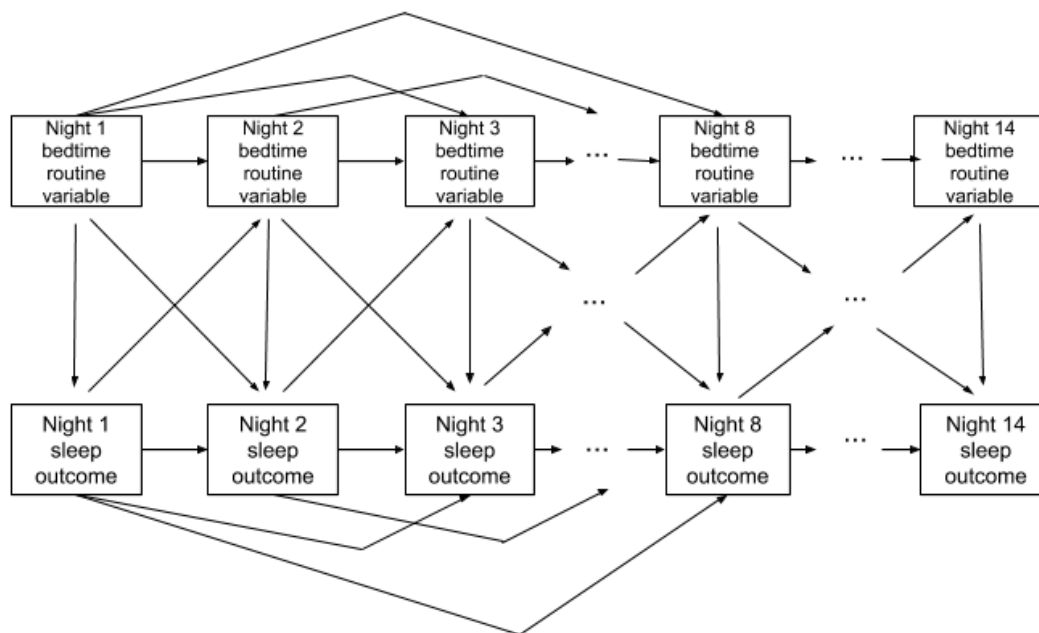 Night 1
bedtime
routine
variable
Night 2
bedtime
routine
variable
Night 3
bedtime
routine
variable
...
Night 8
bedtime
routine
variable
...
Night 14
bedtime
routine
variable
...
...
Night 1
sleep
outcome
Night 2
sleep
outcome
Night 3
sleep
outcome
...
Night 8
sleep
outcome
...
Night 14
sleep
outcome
...